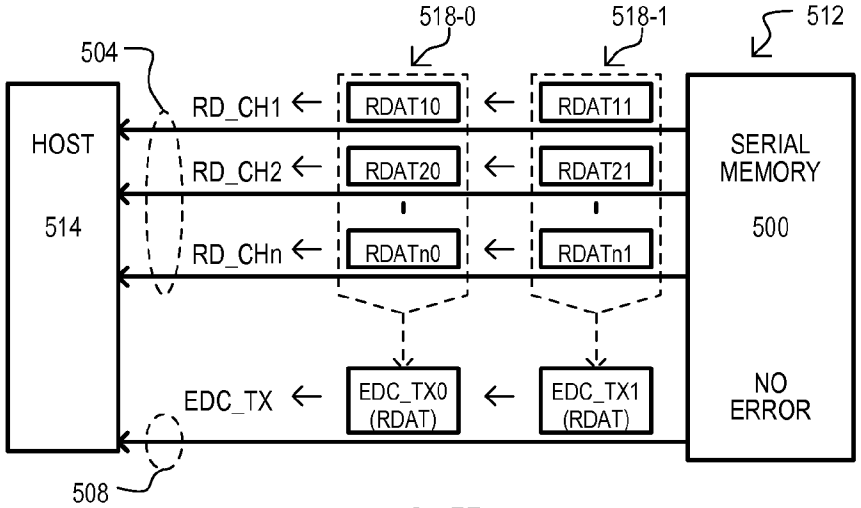 518-0
518-1
512
504
RD_CH1
RDAT10
RDAT11
HOST
SERIAL
MEMORY
RD_CH2
RDAT20
RDAT21
514
500
RD_CHn
RDATn0
RDATn1
EDC_TX
EDC_TX0
(RDAT)
EDC_TX1
(RDAT)
NO
ERROR
508